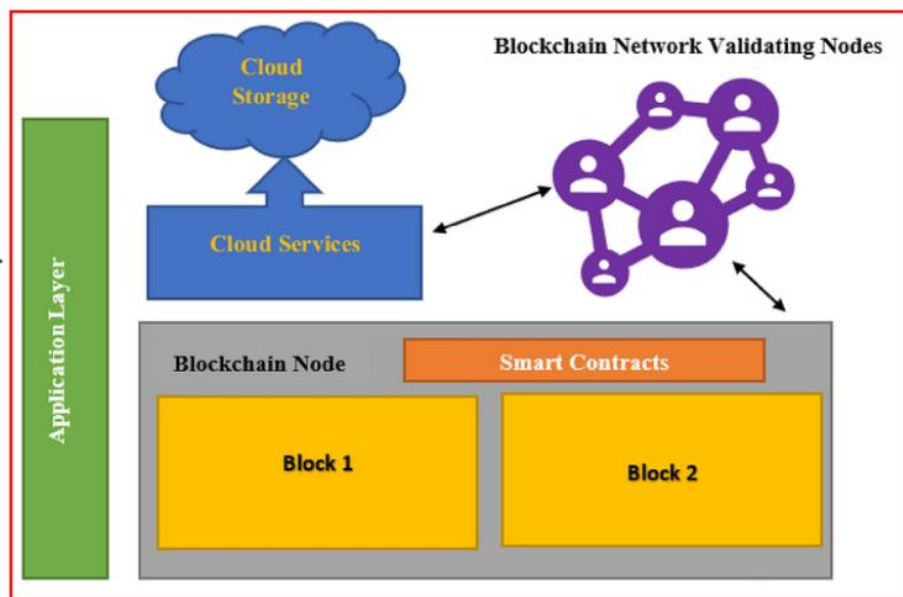 Cloud
Storage
Blockchain Network Validating Nodes
Application Layer
Cloud Services
Blockchain Node
Smart Contracts
Block 1
Block 2